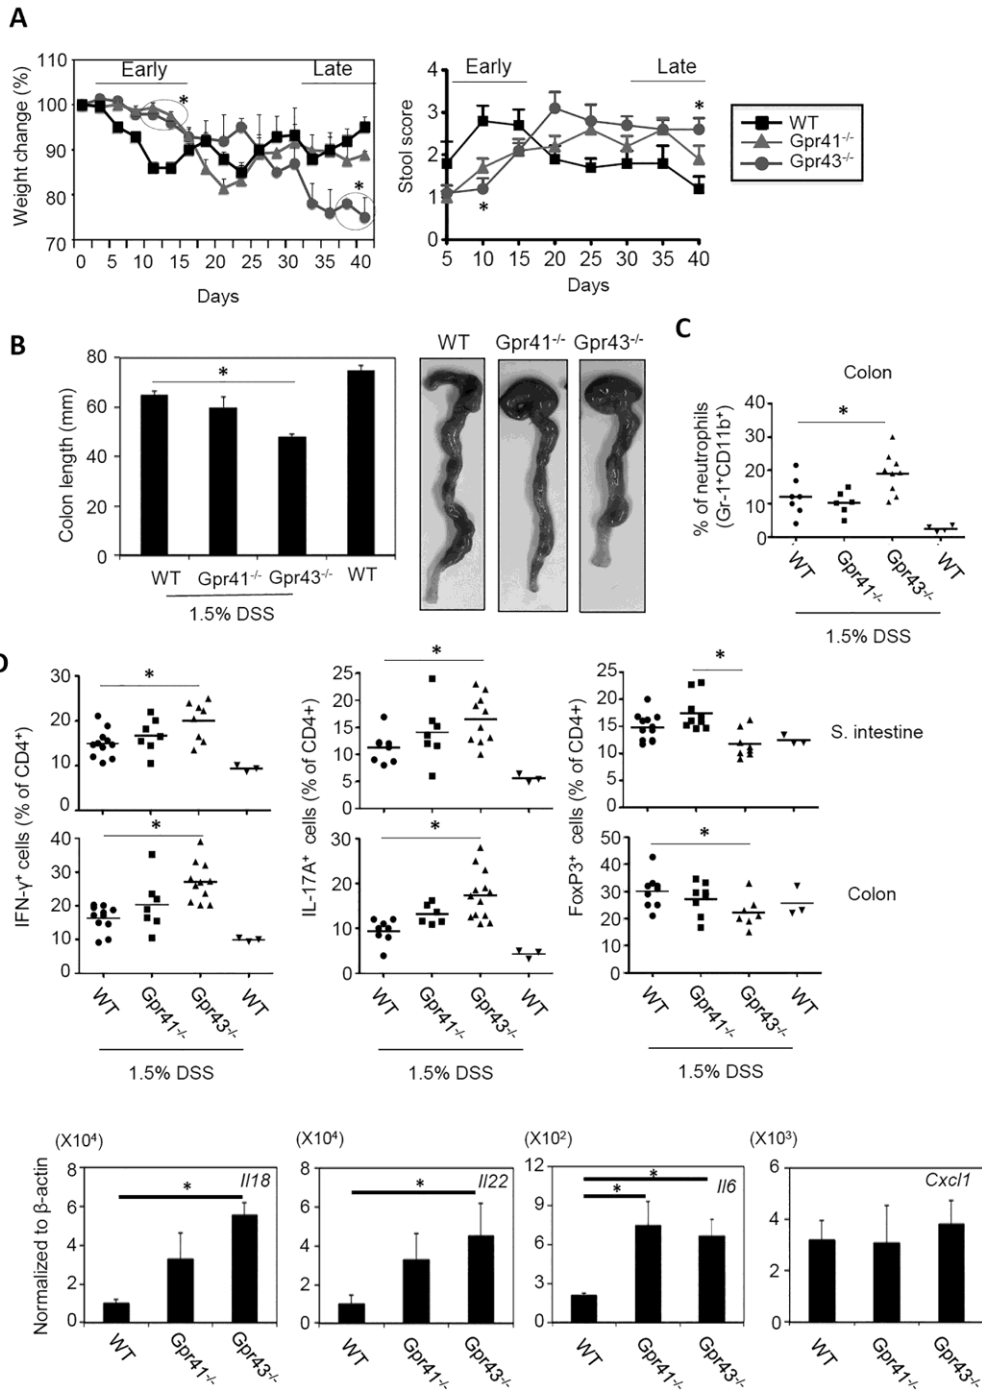 A
Weight change (%)
110
100
90
80
70
Early
Late
*
*
0 5 10 15 20 25 30 35 40
Days
Stool score
4
3
2
1
0
Early
Late
*
*
5 10 15 20 25 30 35 40
Days
WT
Gpr41-/-
Gpr43-/-
B
Colon length (mm)
80
60
40
20
0
*
WT Gpr41-/- Gpr43-/- WT
1.5% DSS
WT Gpr41-/- Gpr43-/-
C
Colon
% of neutrophils
(Gr-1+CD11b+)
40
30
20
10
0
*
WT Gpr41-/- Gpr43-/- WT
1.5% DSS
IFN-γ+ cells (% of CD4+)
30
20
10
0
*
IL-17A+ cells (% of CD4+)
25
20
15
10
5
0
*
FoxP3+ cells (% of CD4+)
25
20
15
10
5
0
*
S. intestine
40
30
20
10
0
*
30
20
10
0
*
50
40
30
20
10
0
*
Colon
WT Gpr41-/- Gpr43-/- WT
1.5% DSS
WT Gpr41-/- Gpr43-/- WT
1.5% DSS
WT Gpr41-/- Gpr43-/- WT
1.5% DSS
Normalized to β-actin
(X10⁴)
8
6
4
2
0
*
Il18
WT Gpr41-/- Gpr43-/-
(X10⁴)
8
6
4
2
0
*
Il22
WT Gpr41-/- Gpr43-/-
(X10²)
12
9
6
3
0
*
*
Il6
WT Gpr41-/- Gpr43-/-
(X10³)
6
4
2
0
Cxcl1
WT Gpr41-/- Gpr43-/-